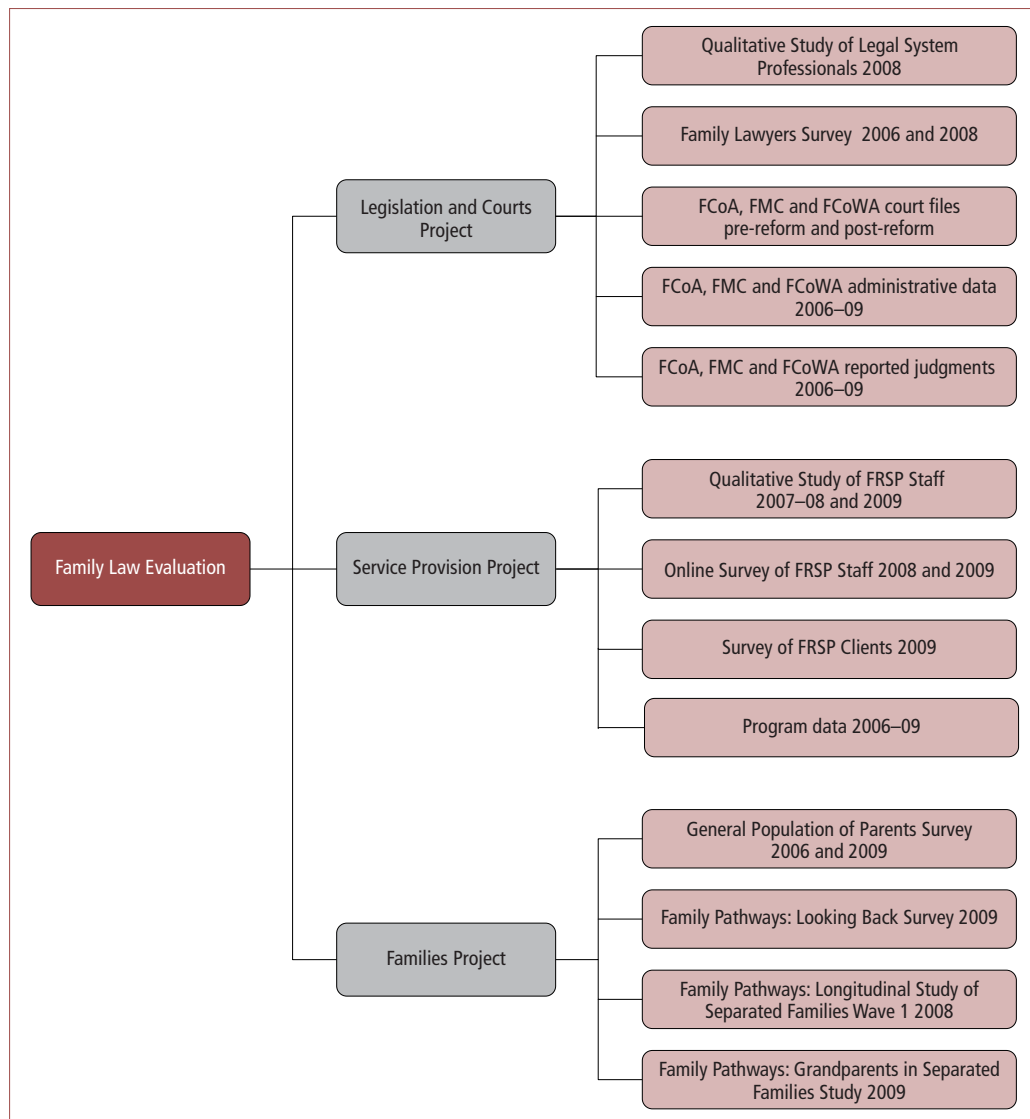 Family Law Evaluation
Legislation and Courts
Project
Qualitative Study of Legal System
Professionals 2008
Family Lawyers Survey 2006 and 2008
FCoA, FMC and FCoWA court files
pre-reform and post-reform
FCoA, FMC and FCoWA administrative data
2006–09
FCoA, FMC and FCoWA reported judgments
2006–09
Service Provision Project
Qualitative Study of FRSP Staff
2007–08 and 2009
Online Survey of FRSP Staff 2008 and 2009
Survey of FRSP Clients 2009
Program data 2006–09
Families Project
General Population of Parents Survey
2006 and 2009
Family Pathways: Looking Back Survey 2009
Family Pathways: Longitudinal Study of
Separated Families Wave 1 2008
Family Pathways: Grandparents in Separated
Families Study 2009